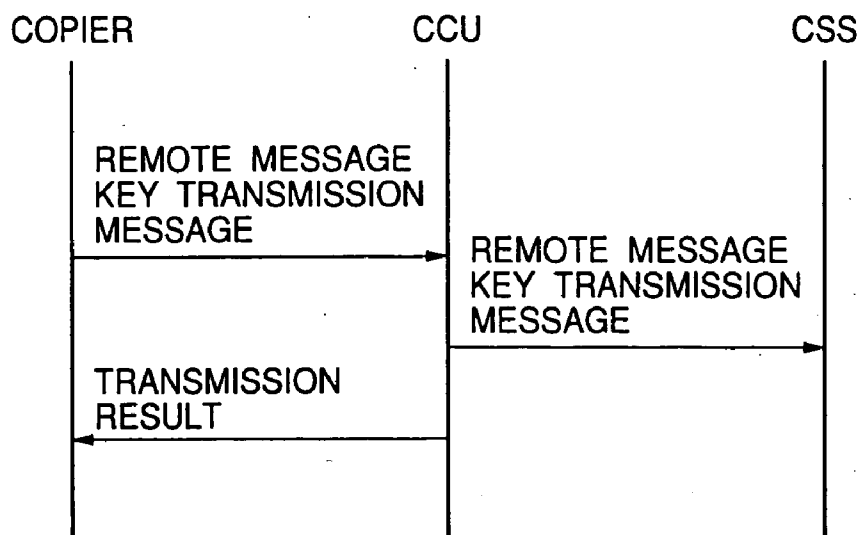 COPIER CCU CSS
REMOTE MESSAGE
KEY TRANSMISSION
MESSAGE
REMOTE MESSAGE
KEY TRANSMISSION
MESSAGE
TRANSMISSION
RESULT